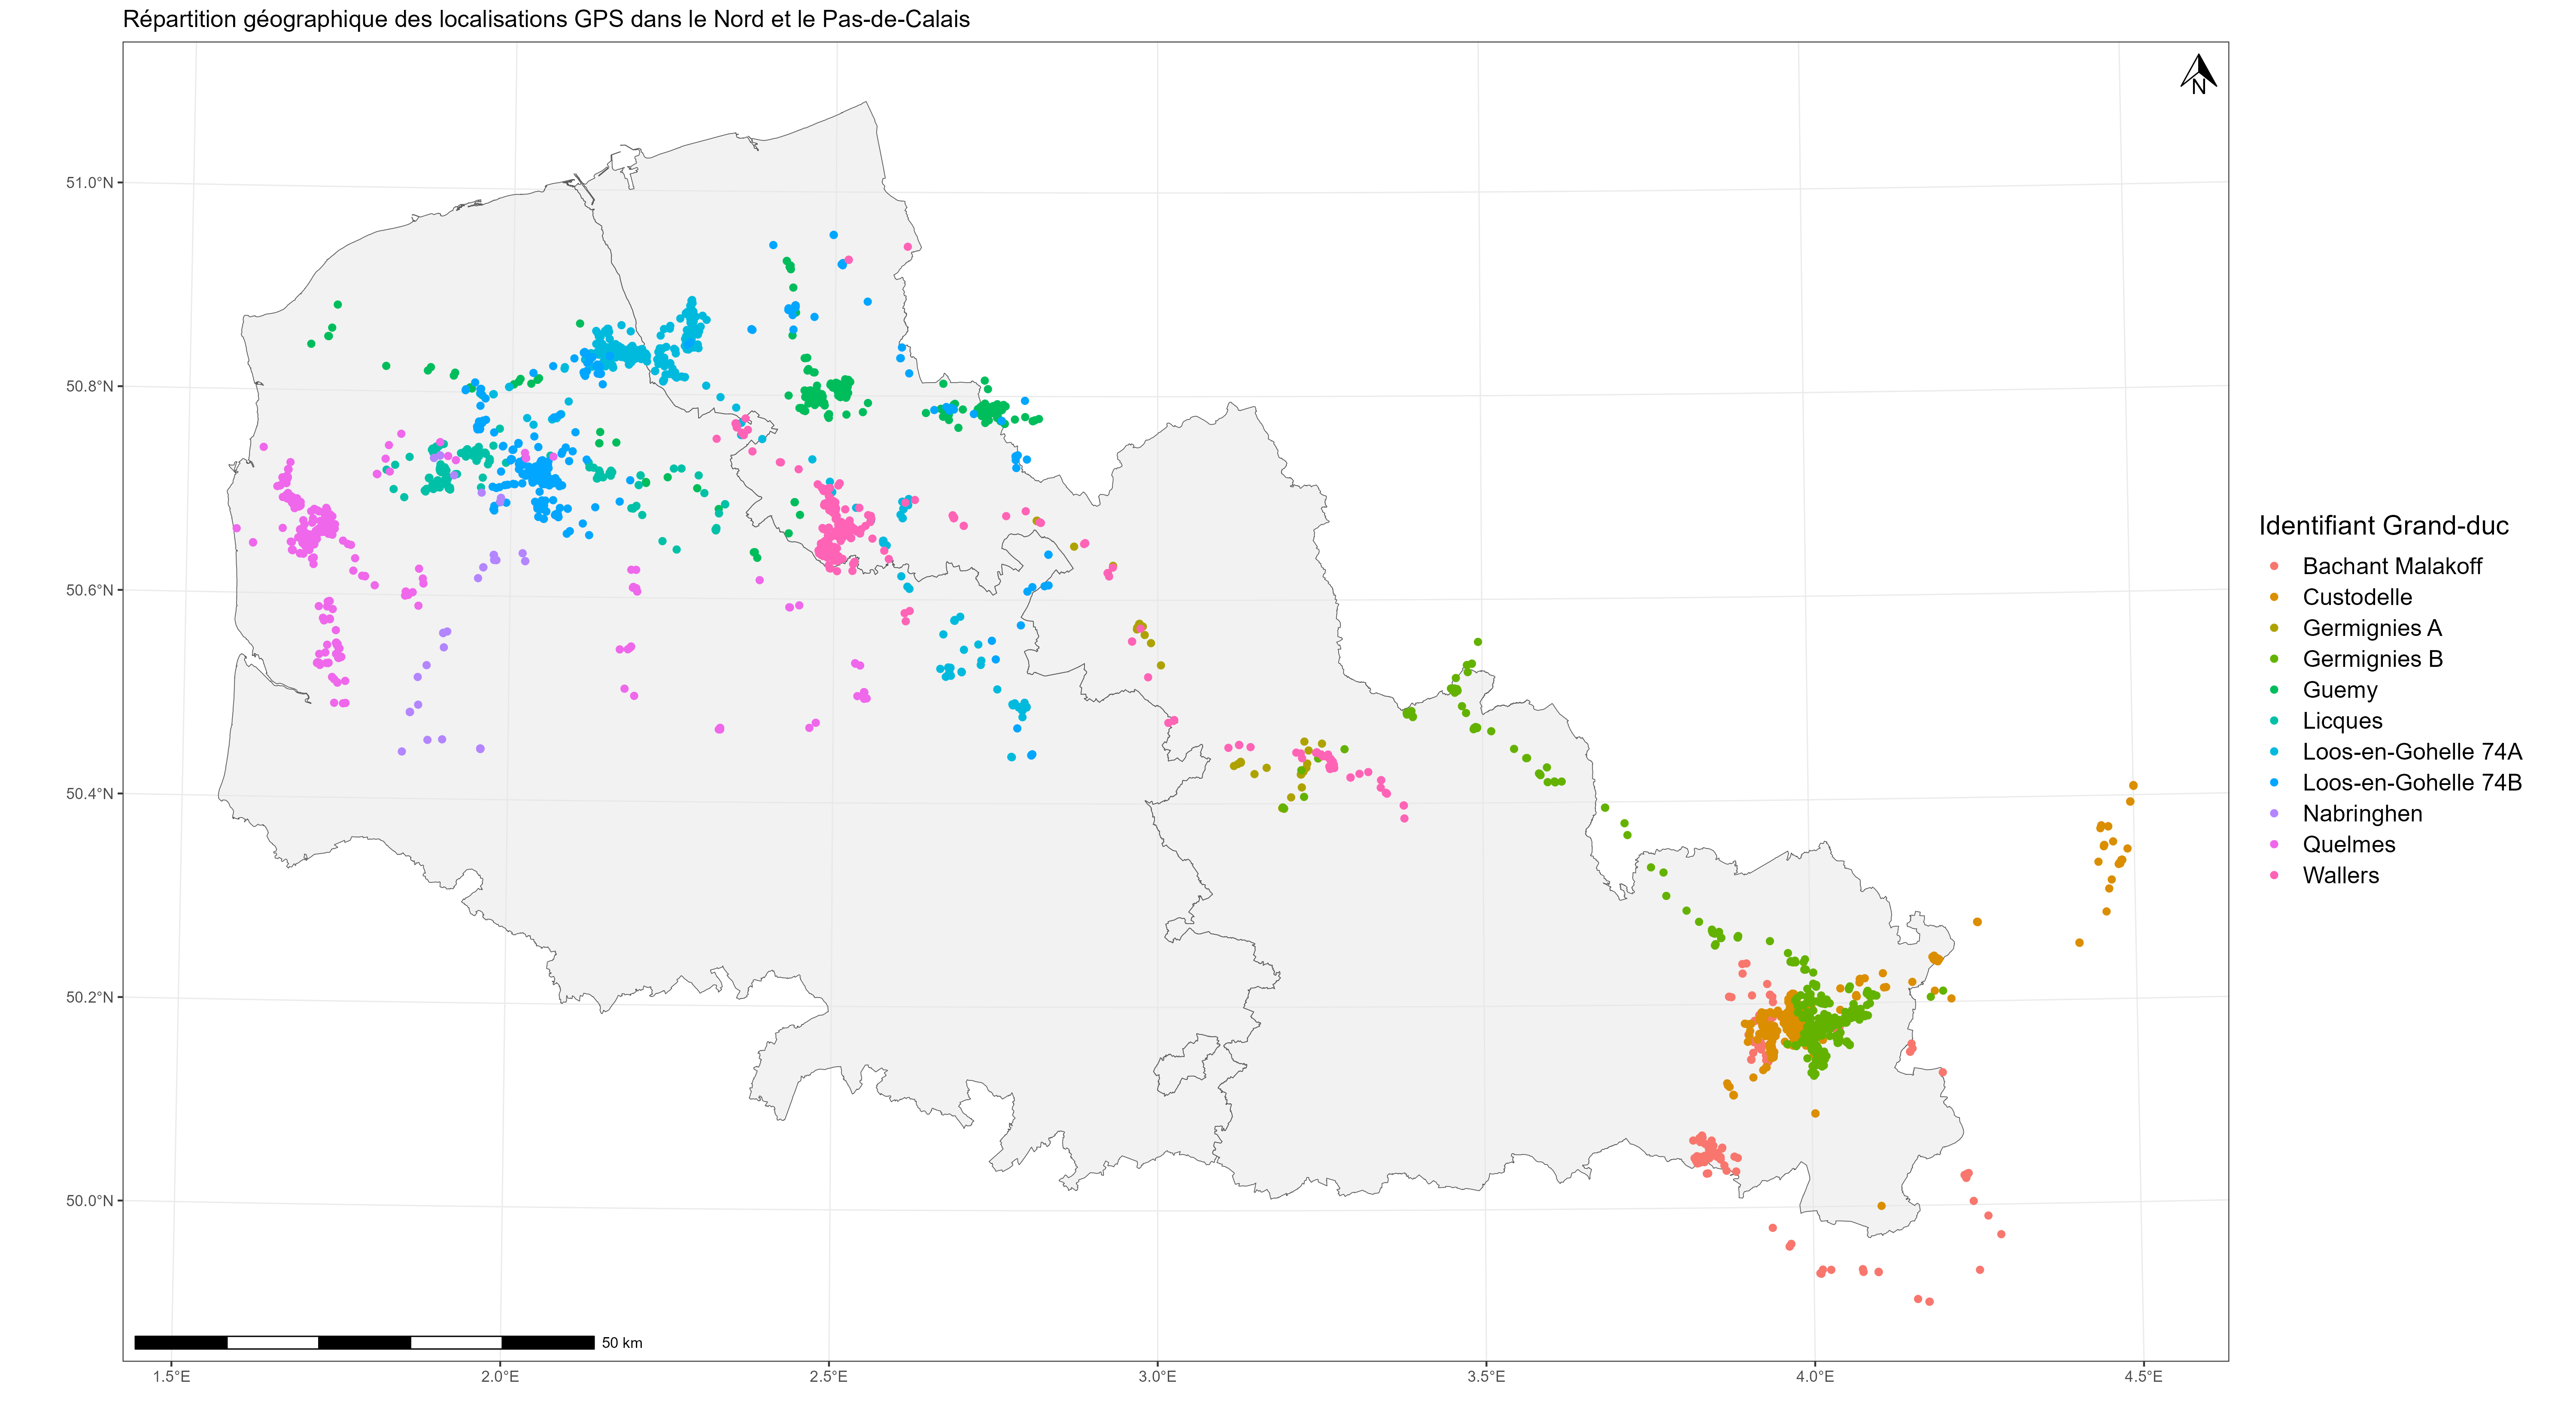 Répartition géographique des localisations GPS dans le Nord et le Pas-de-Calais
N
51.0°N
50.8°N
50.6°N
50.4°N
50.2°N
50.0°N
50 km
1.5°E
2.0°E
2.5°E
3.0°E
3.5°E
4.0°E
4.5°E
Identifiant Grand-duc
Bachant Malakoff
Custodelle
Germignies A
Germignies B
Guemy
Licques
Loos-en-Gohelle 74A
Loos-en-Gohelle 74B
Nabringhen
Quelmes
Wallers